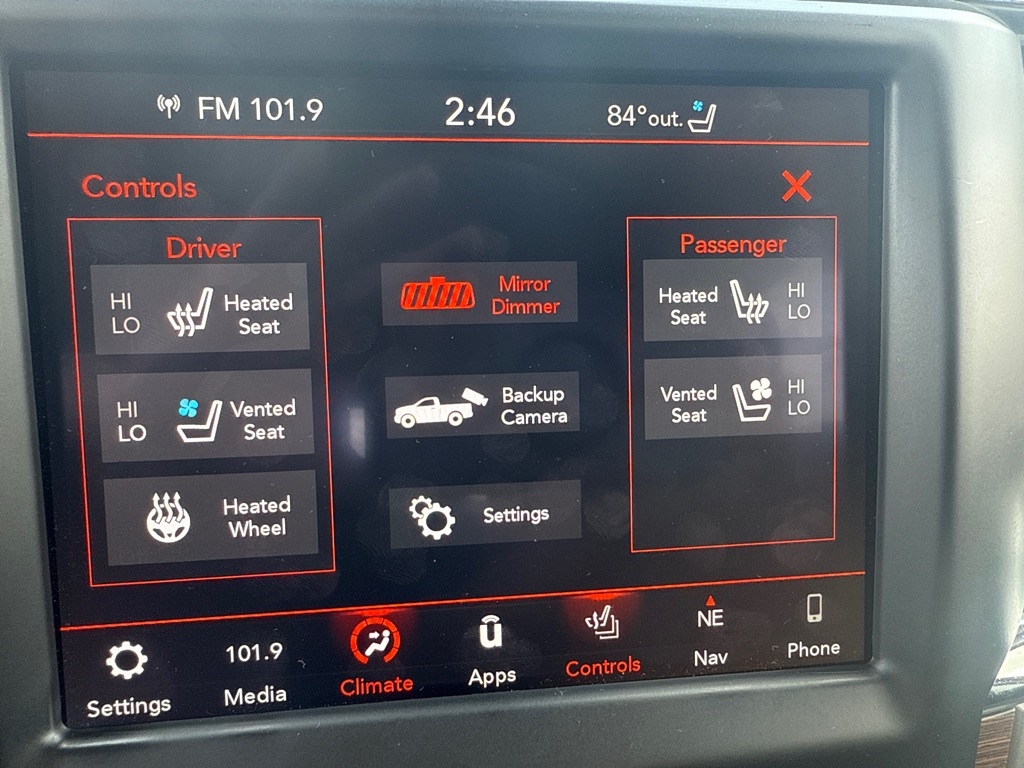 FM 101.9
2:46
84°out.
Controls
X
Driver
HI
LO
Heated
Seat
HI
LO
Vented
Seat
Heated
Wheel
Mirror
Dimmer
Backup
Camera
Settings
Passenger
Heated
Seat
HI
LO
Vented
Seat
HI
LO
Settings
101.9
Media
Climate
u
Apps
Controls
NE
Nav
Phone